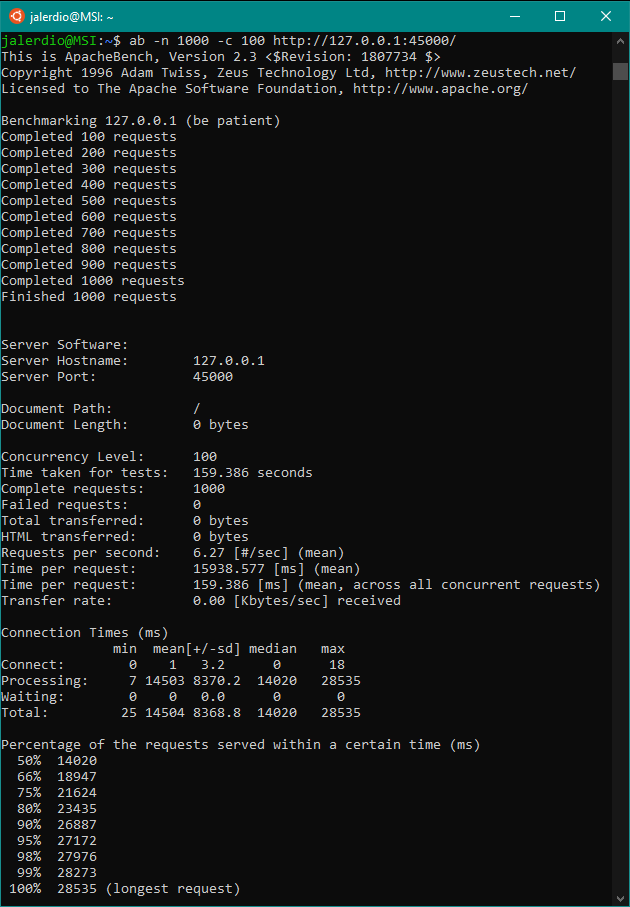 jalerdio@MSI: ~
jalerdio@MSI:~$ ab -n 1000 -c 100 http://127.0.0.1:45000/
This is ApacheBench, Version 2.3 <$Revision: 1807734 $>
Copyright 1996 Adam Twiss, Zeus Technology Ltd, http://www.zeustech.net/
Licensed to The Apache Software Foundation, http://www.apache.org/

Benchmarking 127.0.0.1 (be patient)
Completed 100 requests
Completed 200 requests
Completed 300 requests
Completed 400 requests
Completed 500 requests
Completed 600 requests
Completed 700 requests
Completed 800 requests
Completed 900 requests
Completed 1000 requests
Finished 1000 requests

Server Software:
Server Hostname:        127.0.0.1
Server Port:            45000

Document Path:          /
Document Length:        0 bytes

Concurrency Level:      100
Time taken for tests:   159.386 seconds
Complete requests:      1000
Failed requests:        0
Total transferred:      0 bytes
HTML transferred:       0 bytes
Requests per second:    6.27 [#/sec] (mean)
Time per request:       15938.577 [ms] (mean)
Time per request:       159.386 [ms] (mean, across all concurrent requests)
Transfer rate:          0.00 [Kbytes/sec] received

Connection Times (ms)
              min  mean[+/-sd] median   max
Connect:        0    1   3.2      0      18
Processing:     7 14503 8370.2  14020   28535
Waiting:        0    0   0.0      0       0
Total:         25 14504 8368.8  14020   28535

Percentage of the requests served within a certain time (ms)
  50%  14020
  66%  18947
  75%  21624
  80%  23435
  90%  26887
  95%  27172
  98%  27976
  99%  28273
 100%  28535 (longest request)